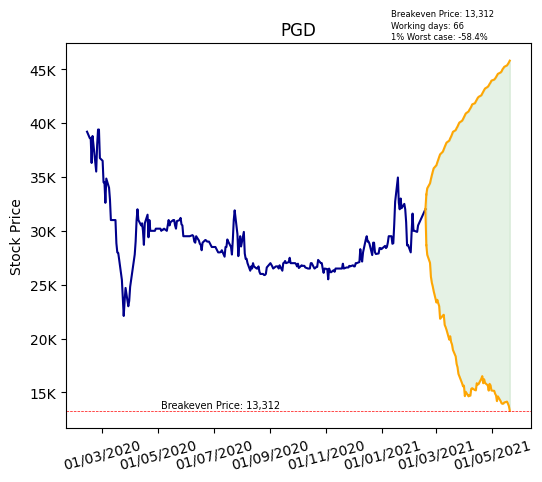 Breakeven Price: 13,312
Working days: 66
1% Worst case: -58.4%
PGD
45K
40K
35K
30K
25K
20K
15K
Stock Price
Breakeven Price: 13,312
01/03/2020
01/05/2020
01/07/2020
01/09/2020
01/11/2020
01/01/2021
01/03/2021
01/05/2021